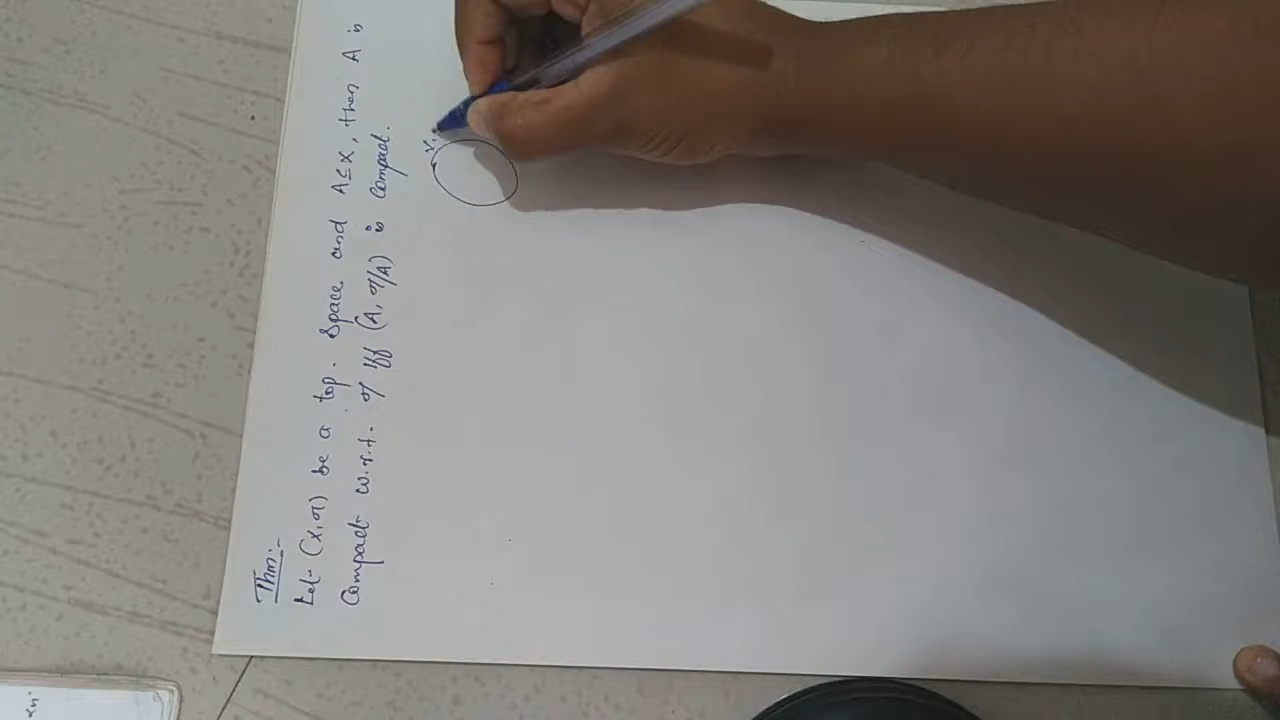 Thm:-
Let (X, σ) be a top. Space and A ⊆ X, then A is
Compact w.r.t. σ iff (A, σ/A) is Compact.